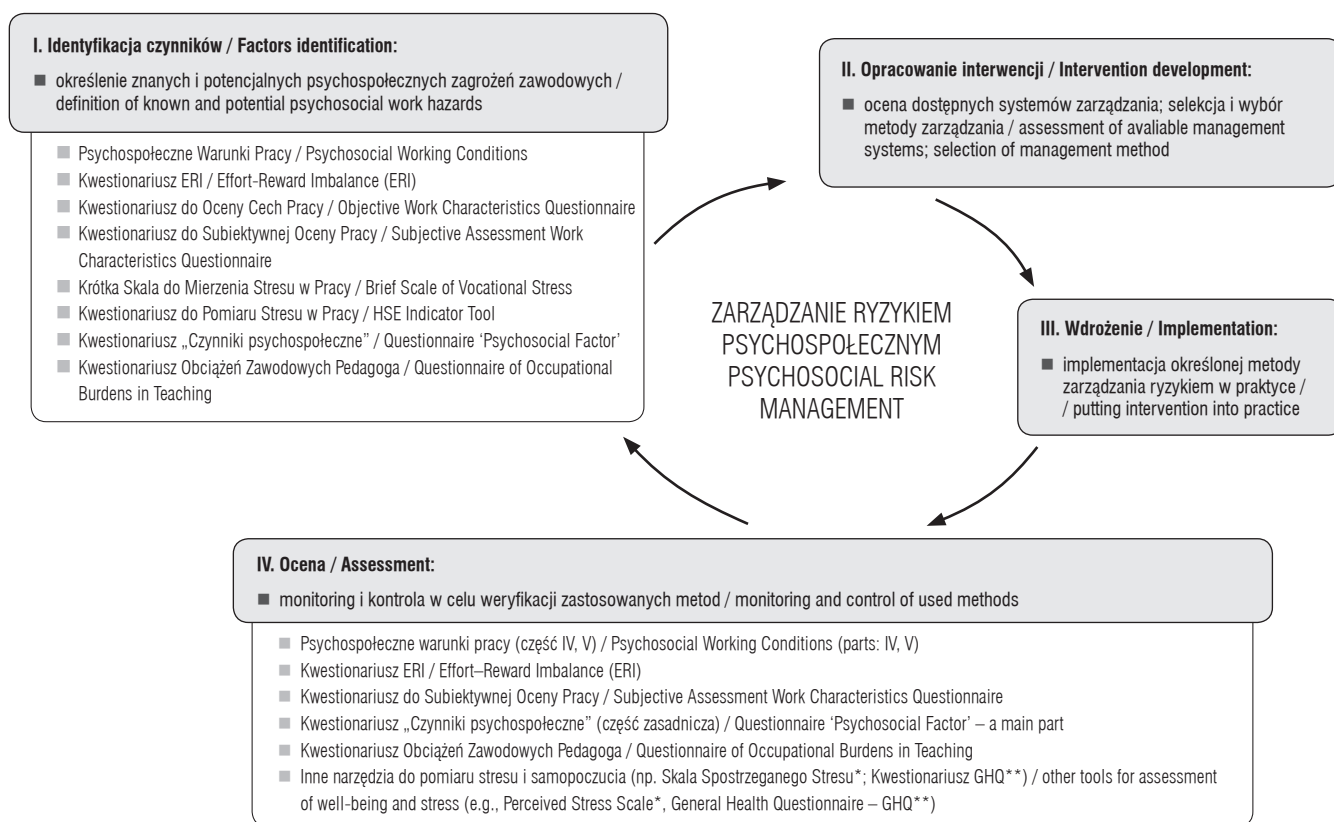 I. Identyfikacja czynników / Factors identification:
■ określenie znanych i potencjalnych psychospołecznych zagrożeń zawodowych /
definition of known and potential psychosocial work hazards
■ Psychospołeczne Warunki Pracy / Psychosocial Working Conditions
■ Kwestionariusz ERI / Effort-Reward Imbalance (ERI)
■ Kwestionariusz do Oceny Cech Pracy / Objective Work Characteristics Questionnaire
■ Kwestionariusz do Subiektywnej Oceny Pracy / Subjective Assessment Work
Characteristics Questionnaire
■ Krótka Skala do Mierzenia Stresu w Pracy / Brief Scale of Vocational Stress
■ Kwestionariusz do Pomiaru Stresu w Pracy / HSE Indicator Tool
■ Kwestionariusz „Czynniki psychospołeczne” / Questionnaire ‘Psychosocial Factor’
■ Kwestionariusz Obciążeń Zawodowych Pedagoga / Questionnaire of Occupational
Burdens in Teaching
II. Opracowanie interwencji / Intervention development:
■ ocena dostępnych systemów zarządzania; selekcja i wybór
metody zarządzania / assessment of avaliable management
systems; selection of management method
ZARZĄDZANIE RYZYKIEM
PSYCHOSPOŁECZNYM
PSYCHOSOCIAL RISK
MANAGEMENT
III. Wdrożenie / Implementation:
■ implementacja określonej metody
zarządzania ryzykiem w praktyce /
/ putting intervention into practice
IV. Ocena / Assessment:
■ monitoring i kontrola w celu weryfikacji zastosowanych metod / monitoring and control of used methods
■ Psychospołeczne warunki pracy (część IV, V) / Psychosocial Working Conditions (parts: IV, V)
■ Kwestionariusz ERI / Effort–Reward Imbalance (ERI)
■ Kwestionariusz do Subiektywnej Oceny Pracy / Subjective Assessment Work Characteristics Questionnaire
■ Kwestionariusz „Czynniki psychospołeczne” (część zasadnicza) / Questionnaire ‘Psychosocial Factor’ – a main part
■ Kwestionariusz Obciążeń Zawodowych Pedagoga / Questionnaire of Occupational Burdens in Teaching
■ Inne narzędzia do pomiaru stresu i samopoczucia (np. Skala Spostrzeganego Stresu*; Kwestionariusz GHQ**) / other tools for assessment
of well-being and stress (e.g., Perceived Stress Scale*, General Health Questionnaire – GHQ**)